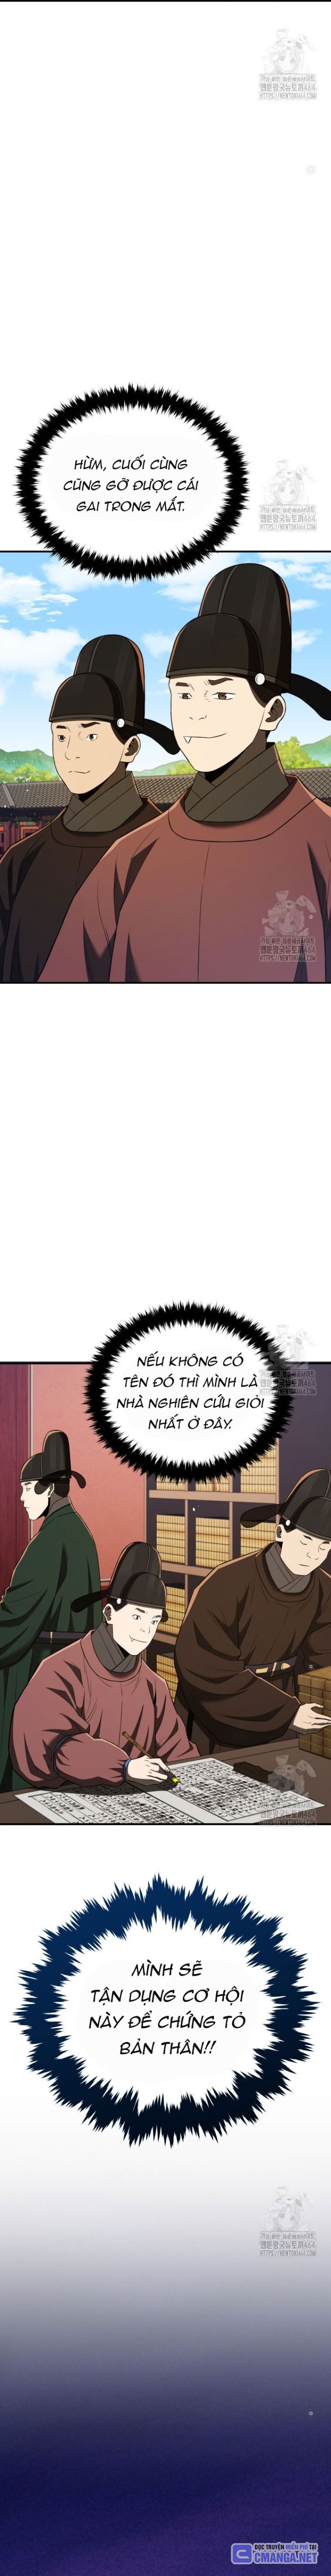 HỪM, CUỐI CÙNG
CŨNG GỠ ĐƯỢC CÁI
GAI TRONG MẮT.
NẾU KHÔNG CÓ
TÊN ĐÓ THÌ MÌNH LÀ
NHÀ NGHIÊN CỨU GIỎI
NHẤT Ở ĐÂY.
MÌNH SẼ
TẬN DỤNG CƠ HỘI
NÀY ĐỂ CHỨNG TỎ
BẢN THÂN!!
ĐỌC TRUYỆN MIỄN PHÍ TẠI
CMANGA.NET